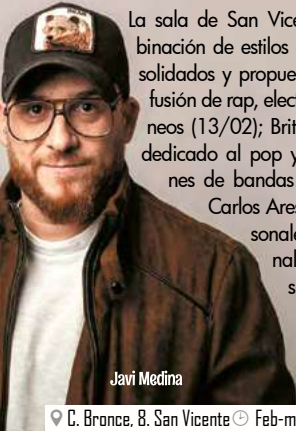 La sala de San Vice
binación de estilos
solidados y propue
fusión de rap, elect
neos (13/02); Brit
dedicado al pop y
nes de bandas
Carlos Ares
sonale
nal
s
Javi Medina
C. Bronce, 8. San Vicente Feb-m